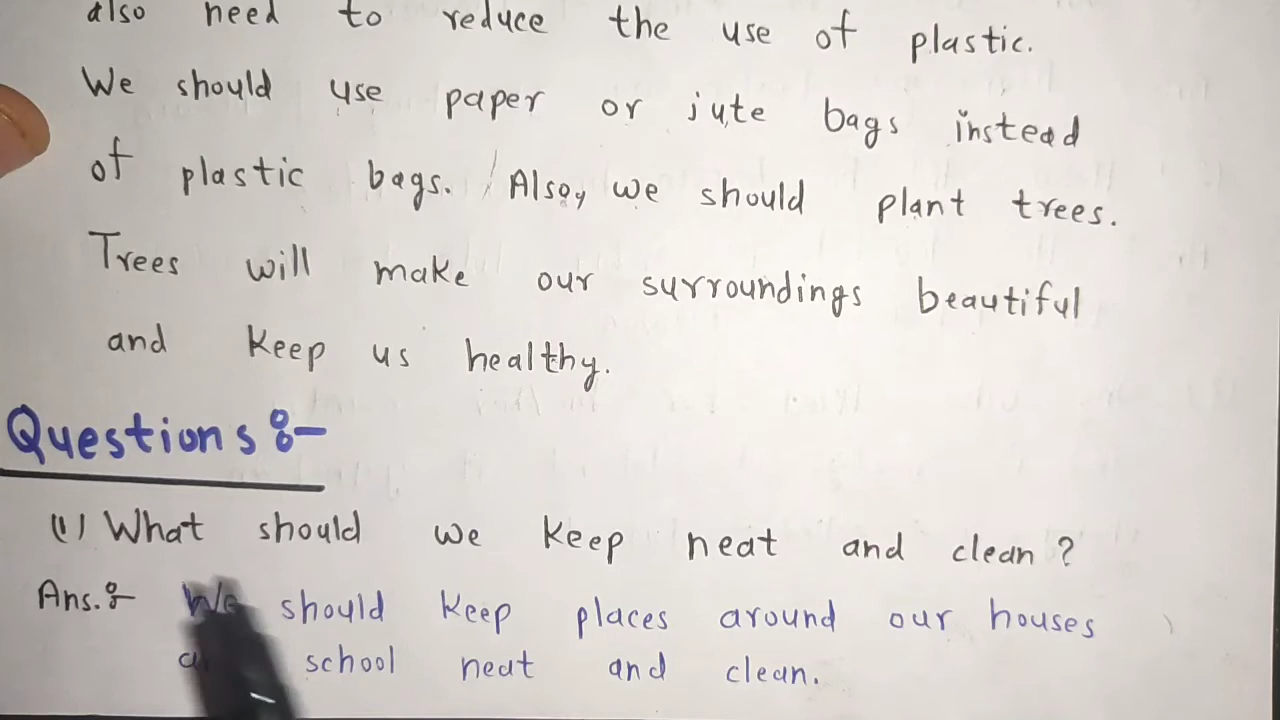 also need to reduce the use of plastic.
We should use paper or jute bags instead
of plastic bags. Also, we should plant trees.
Trees will make our surroundings beautiful
and keep us healthy.
Questions :-
(1) What should we keep neat and clean ?
Ans. :- We should keep places around our houses
school neat and clean.